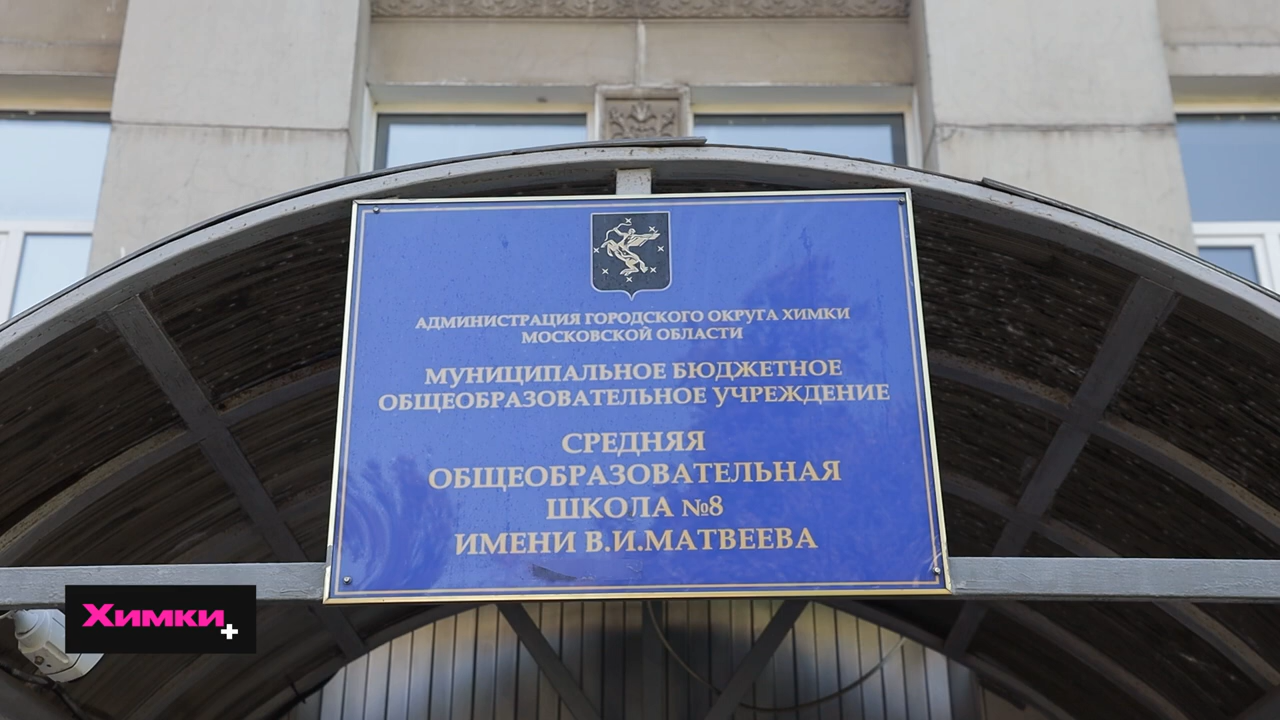 АДМИНИСТРАЦИЯ ГОРОДСКОГО ОКРУГА ХИМКИ
МОСКОВСКОЙ ОБЛАСТИ
МУНИЦИПАЛЬНОЕ БЮДЖЕТНОЕ
ОБЩЕОБРАЗОВАТЕЛЬНОЕ УЧРЕЖДЕНИЕ
СРЕДНЯЯ
ОБЩЕОБРАЗОВАТЕЛЬНАЯ
ШКОЛА №8
ИМЕНИ В.И.МАТВЕЕВА
Химки+